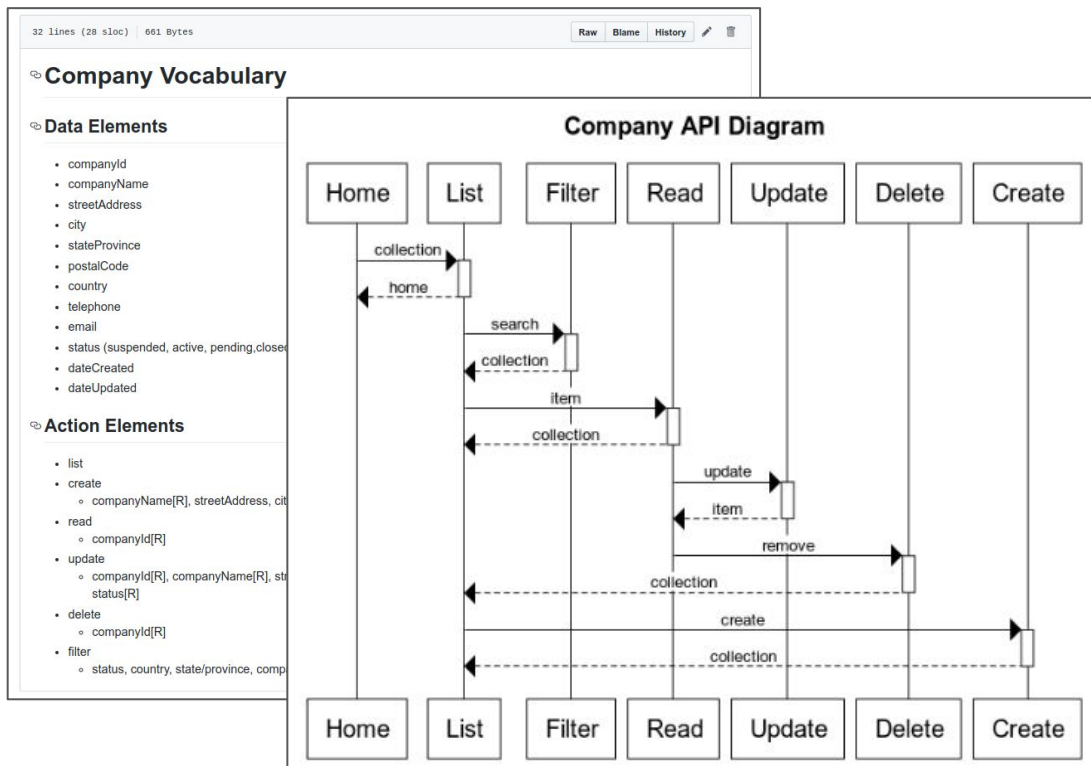 32 lines (28 sloc) 661 Bytes
Raw Blame History
Company Vocabulary
Data Elements
companyId
companyName
streetAddress
city
stateProvince
postalCode
country
telephone
email
status (suspended, active, pending,closed
dateCreated
dateUpdated
Action Elements
list
create
companyName[R], streetAddress,
read
companyId[R]
update
companyId[R], companyName[R],
status[R]
delete
companyId[R]
filter
status, country, state/province,
Company API Diagram
Home List Filter Read Update Delete Create
collection
home
search
collection
item
collection
update
item
remove
collection
create
collection
Home List Filter Read Update Delete Create